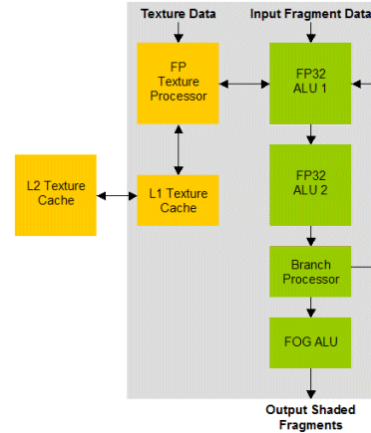 Texture Data
Input Fragment Data
FP
Texture
Processor
FP32
ALU 1
L2 Texture
Cache
L1 Texture
Cache
FP32
ALU 2
Branch
Processor
FOG ALU
Output Shaded
Fragments